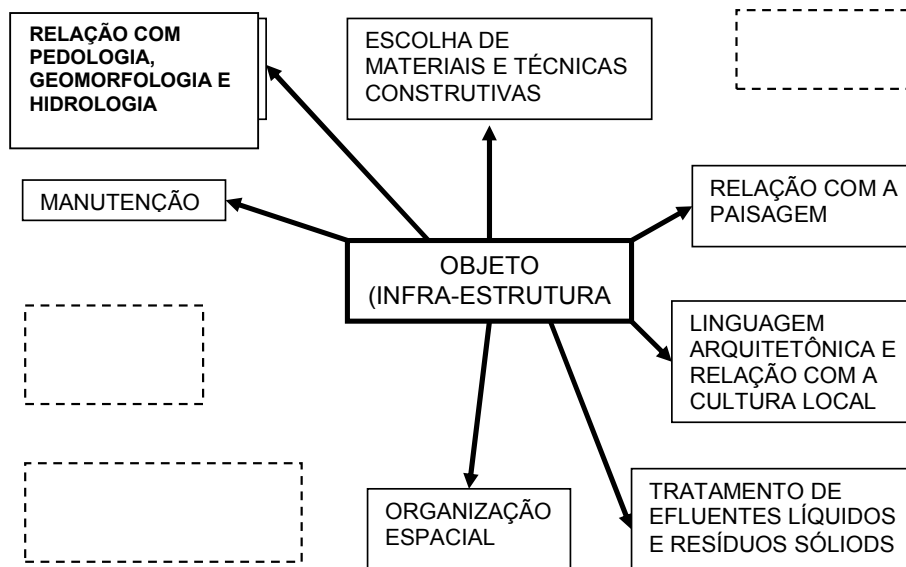 RELAÇÃO COM
PEDOLOGIA,
GEOMORFOLOGIA E
HIDROLOGIA
ESCOLHA DE
MATERIAIS E TÉCNICAS
CONSTRUTIVAS
MANUTENÇÃO
RELAÇÃO COM A
PAISAGEM
OBJETO
(INFRA-ESTRUTURA
LINGUAGEM
ARQUITETÔNICA E
RELAÇÃO COM A
CULTURA LOCAL
ORGANIZAÇÃO
ESPACIAL
TRATAMENTO DE
EFLUENTES LÍQUIDOS
E RESÍDUOS SÓLIODS